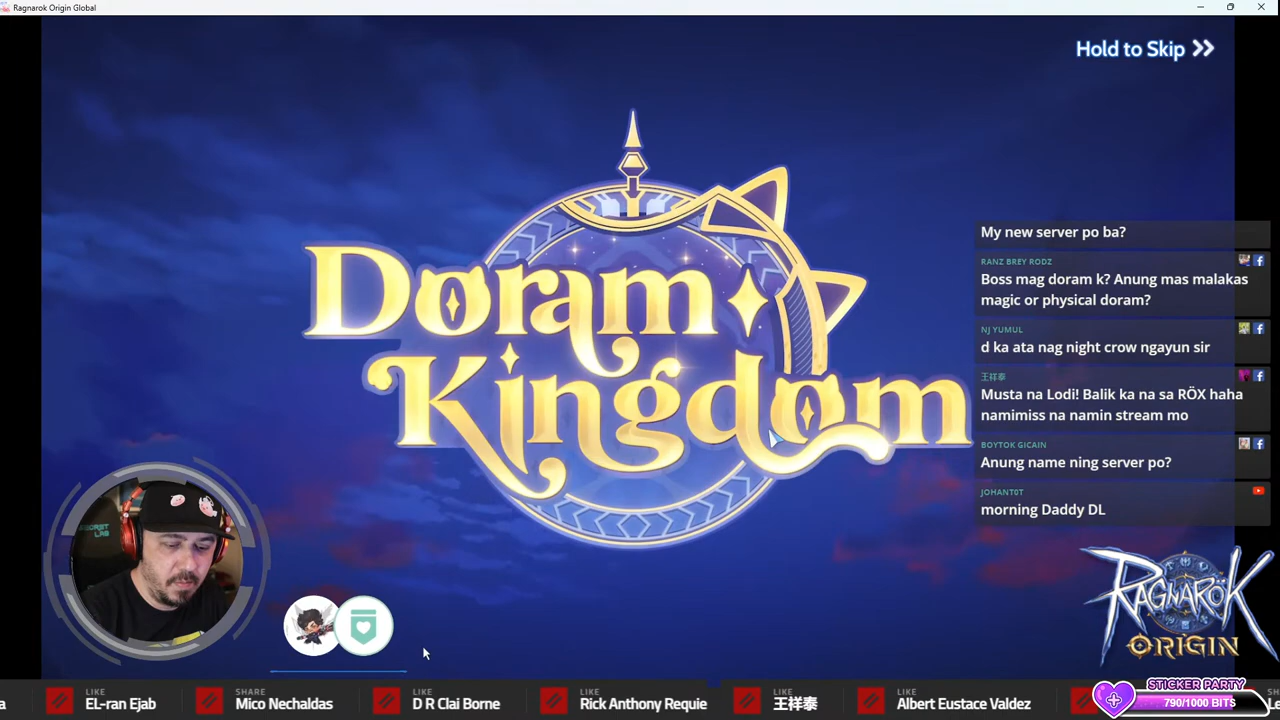 Ragnarok Origin Global
Hold to Skip
Doram
Kingdom
My new server po ba?
RANZ BREY RODZ
Boss mag doram k? Anung mas malakas
magic or physical doram?
NJ YUMUL
d ka ata nag night crow ngayun sir
王祥泰
Musta na Lodi! Balik ka na sa RÖX haha
namimiss na namin stream mo
BOYTOK GICAIN
Anung name ning server po?
JOHANT0T
morning Daddy DL
SECRET
LAB
RAGNARÖK
ORIGIN
STICKER PARTY
790/1000 BITS
a
LIKE
EL-ran Ejab
SHARE
Mico Nechaldas
LIKE
D R Clai Bome
LIKE
Rick Anthony Requie
LIKE
王祥泰
LIKE
Albert Eustace Valdez